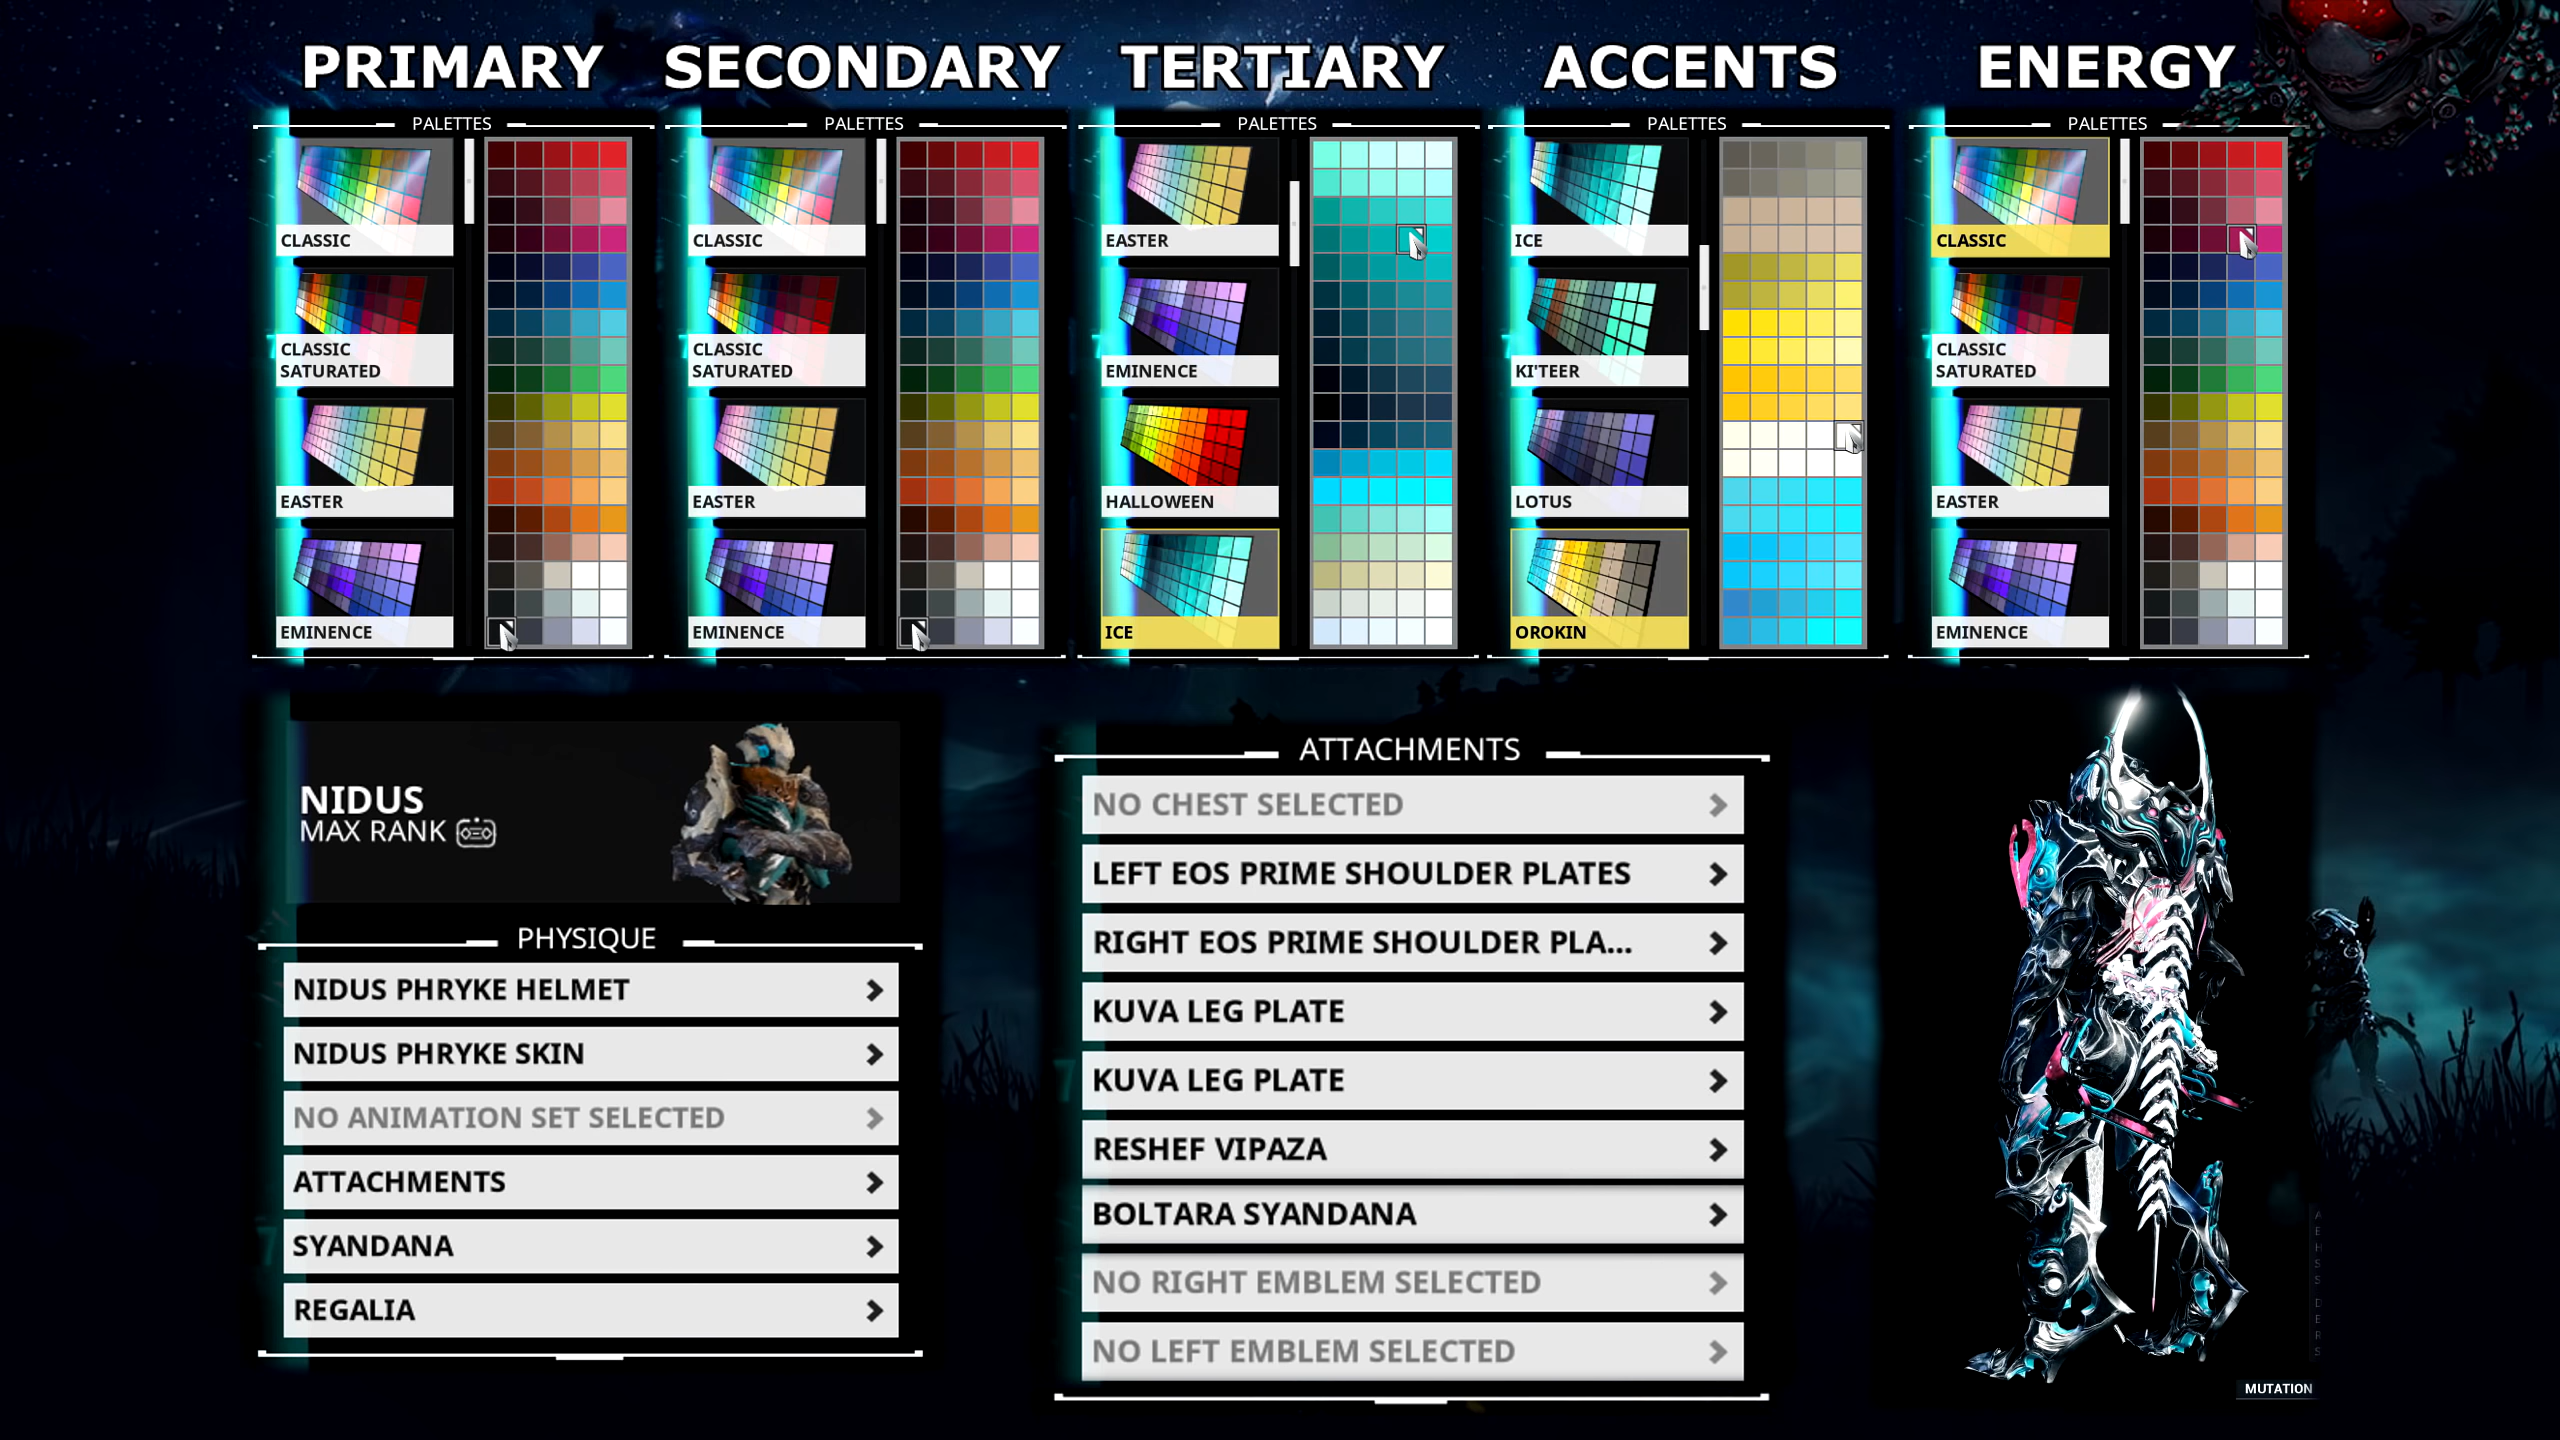 PRIMARY
SECONDARY
TERTIARY
ACCENTS
ENERGY
PALETTES
CLASSIC
CLASSIC
SATURATED
EASTER
EMINENCE
PALETTES
CLASSIC
CLASSIC
SATURATED
EASTER
EMINENCE
PALETTES
EASTER
EMINENCE
HALLOWEEN
ICE
PALETTES
ICE
KI'TEER
LOTUS
OROKIN
PALETTES
CLASSIC
CLASSIC
SATURATED
EASTER
EMINENCE
NIDUS
MAX RANK
PHYSIQUE
NIDUS PHRYKE HELMET
NIDUS PHRYKE SKIN
NO ANIMATION SET SELECTED
ATTACHMENTS
SYANDANA
REGALIA
ATTACHMENTS
NO CHEST SELECTED
LEFT EOS PRIME SHOULDER PLATES
RIGHT EOS PRIME SHOULDER PLA...
KUVA LEG PLATE
KUVA LEG PLATE
RESHEF VIPAZA
BOLTARA SYANDANA
NO RIGHT EMBLEM SELECTED
NO LEFT EMBLEM SELECTED
MUTATION